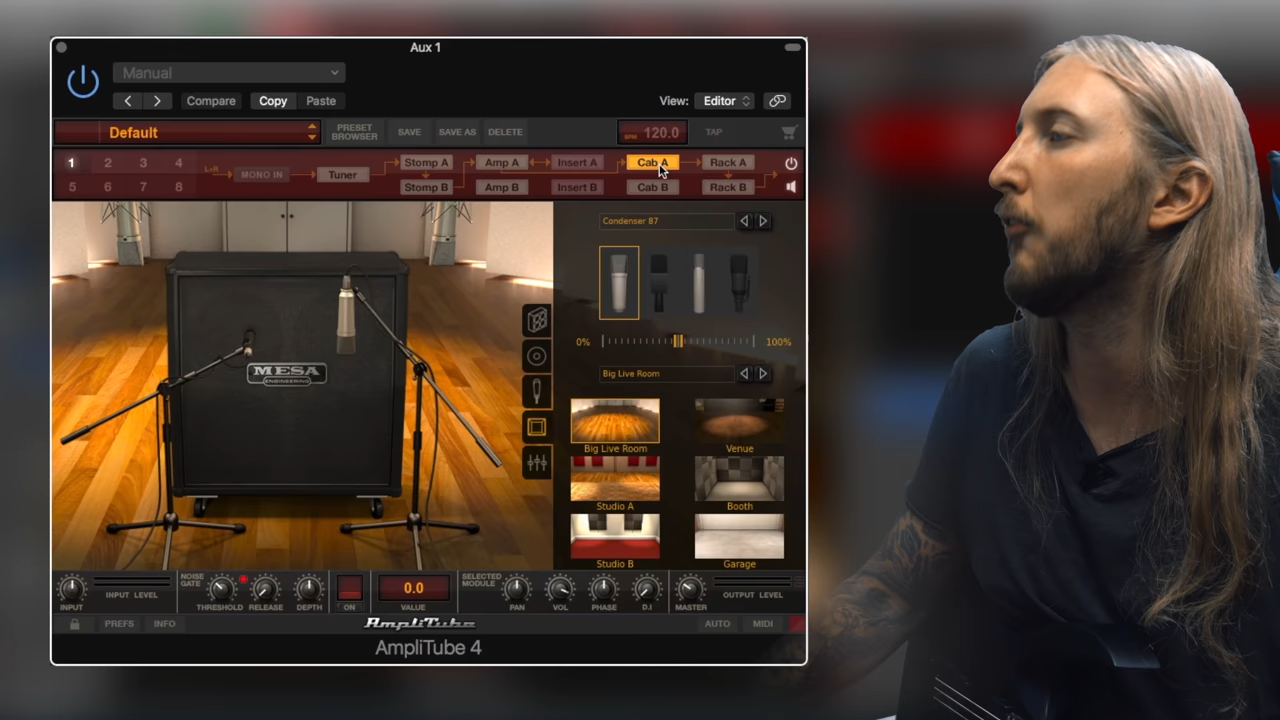 Aux 1
Manual
Compare Copy Paste View: Editor
Default PRESET BROWSER SAVE SAVE AS DELETE BPM 120.0 TAP
1 2 3 4 L+R MONO IN Tuner Stomp A Amp A Insert A Cab A Rack A
5 6 7 8 Stomp B Amp B Insert B Cab B Rack B
Condenser 87
0% 100%
Big Live Room
MESA
ENGINEERING
Big Live Room Venue
Studio A Booth
Studio B Garage
INPUT INPUT LEVEL NOISE GATE THRESHOLD RELEASE DEPTH ON 0.0 VALUE SELECTED MODULE PAN VOL PHASE D.I MASTER OUTPUT LEVEL
PREFS INFO AmpliTube AUTO MIDI
AmpliTube 4